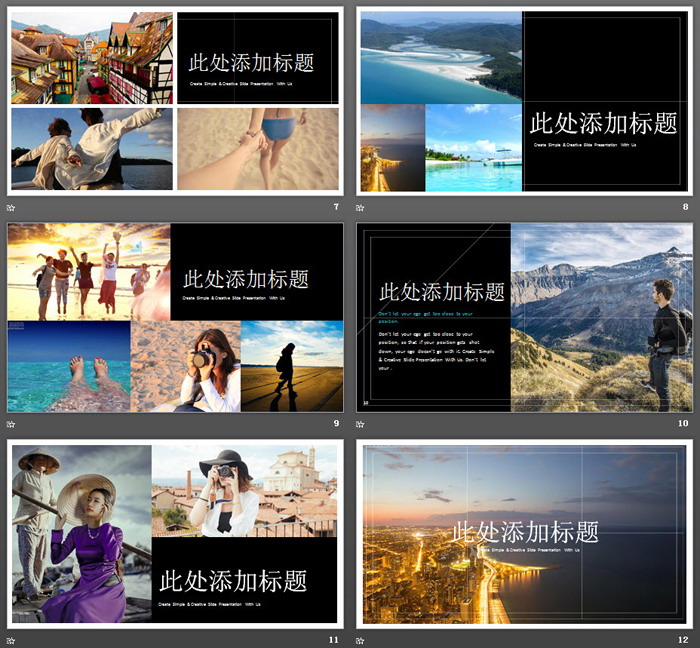 此处添加标题
Create Simple & Creative Slide Presentation With Us
7
此处添加标题
Create Simple & Creative Slide Presentation With Us
8
此处添加标题
Create Simple & Creative Slide Presentation With Us
9
此处添加标题
Don't let your ego get too close to your
position.
Don't let your ego get too close to your
position, so that if your position gets shot
down, your ego doesn't go with it. Create Simple
& Creative Slide Presentation With Us. Don't let
your .
10
10
此处添加标题
Create Simple & Creative Slide Presentation With Us
11
此处添加标题
Create Simple & Creative Slide Presentation With Us
12